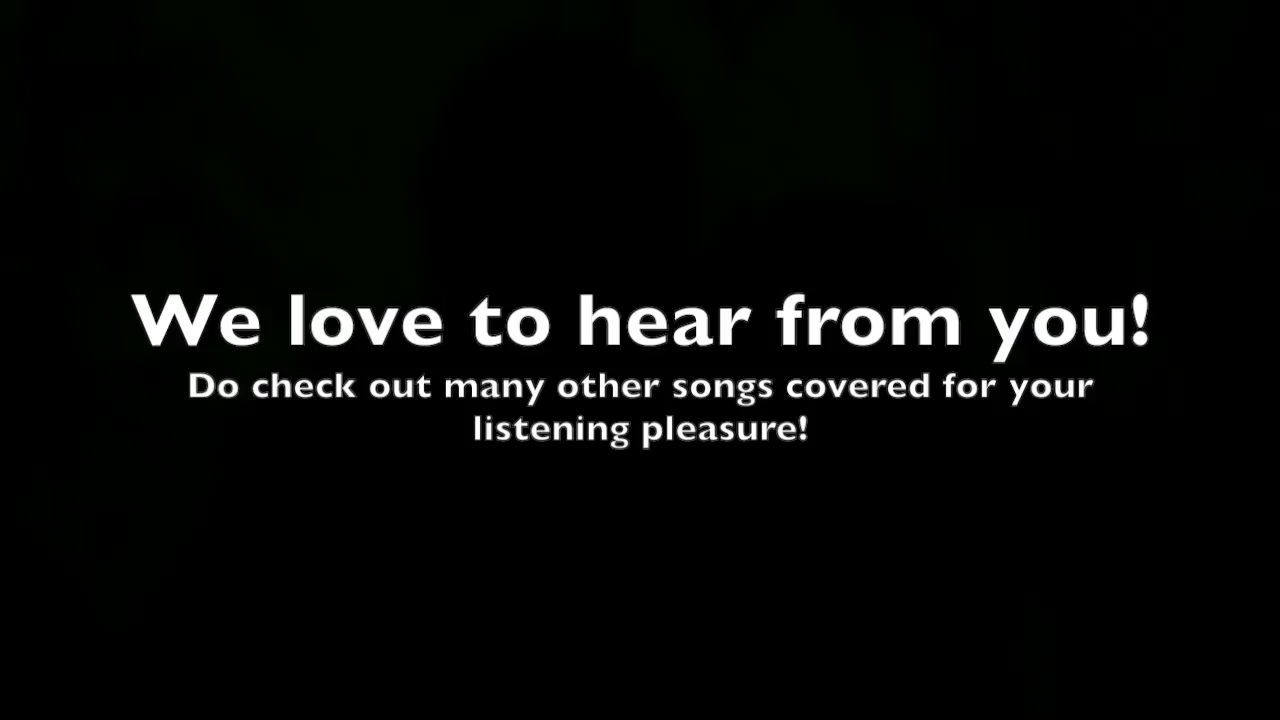 We love to hear from you!
Do check out many other songs covered for your
listening pleasure!